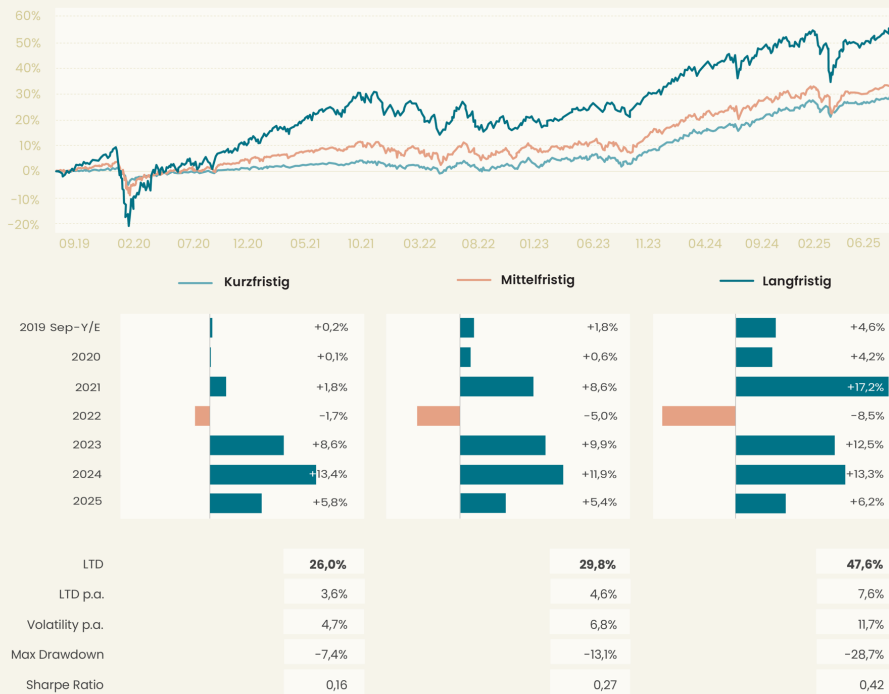 60%
50%
40%
30%
20%
10%
0%
-10%
-20%
09.19 02.20 07.20 12.20 05.21 10.21 03.22 08.22 01.23 06.23 11.23 04.24 09.24 02.25 06.25
Kurzfristig Mittelfristig Langfristig
2019 Sep-Y/E +0,2% +1,8% +4,6%
2020 +0,1% +0,6% +4,2%
2021 +1,8% +8,6% +17,2%
2022 -1,7% -5,0% -8,5%
2023 +8,6% +9,9% +12,5%
2024 +13,4% +11,9% +13,3%
2025 +5,8% +5,4% +6,2%
LTD 26,0% 29,8% 47,6%
LTD p.a. 3,6% 4,6% 7,6%
Volatility p.a. 4,7% 6,8% 11,7%
Max Drawdown -7,4% -13,1% -28,7%
Sharpe Ratio 0,16 0,27 0,42